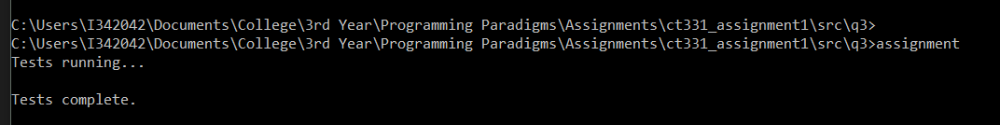 C:\Users\I342042\Documents\College\3rd Year\Programming Paradigms\Assignments\ct331_assignment1\src\q3>
C:\Users\I342042\Documents\College\3rd Year\Programming Paradigms\Assignments\ct331_assignment1\src\q3>assignment
Tests running...
Tests complete.